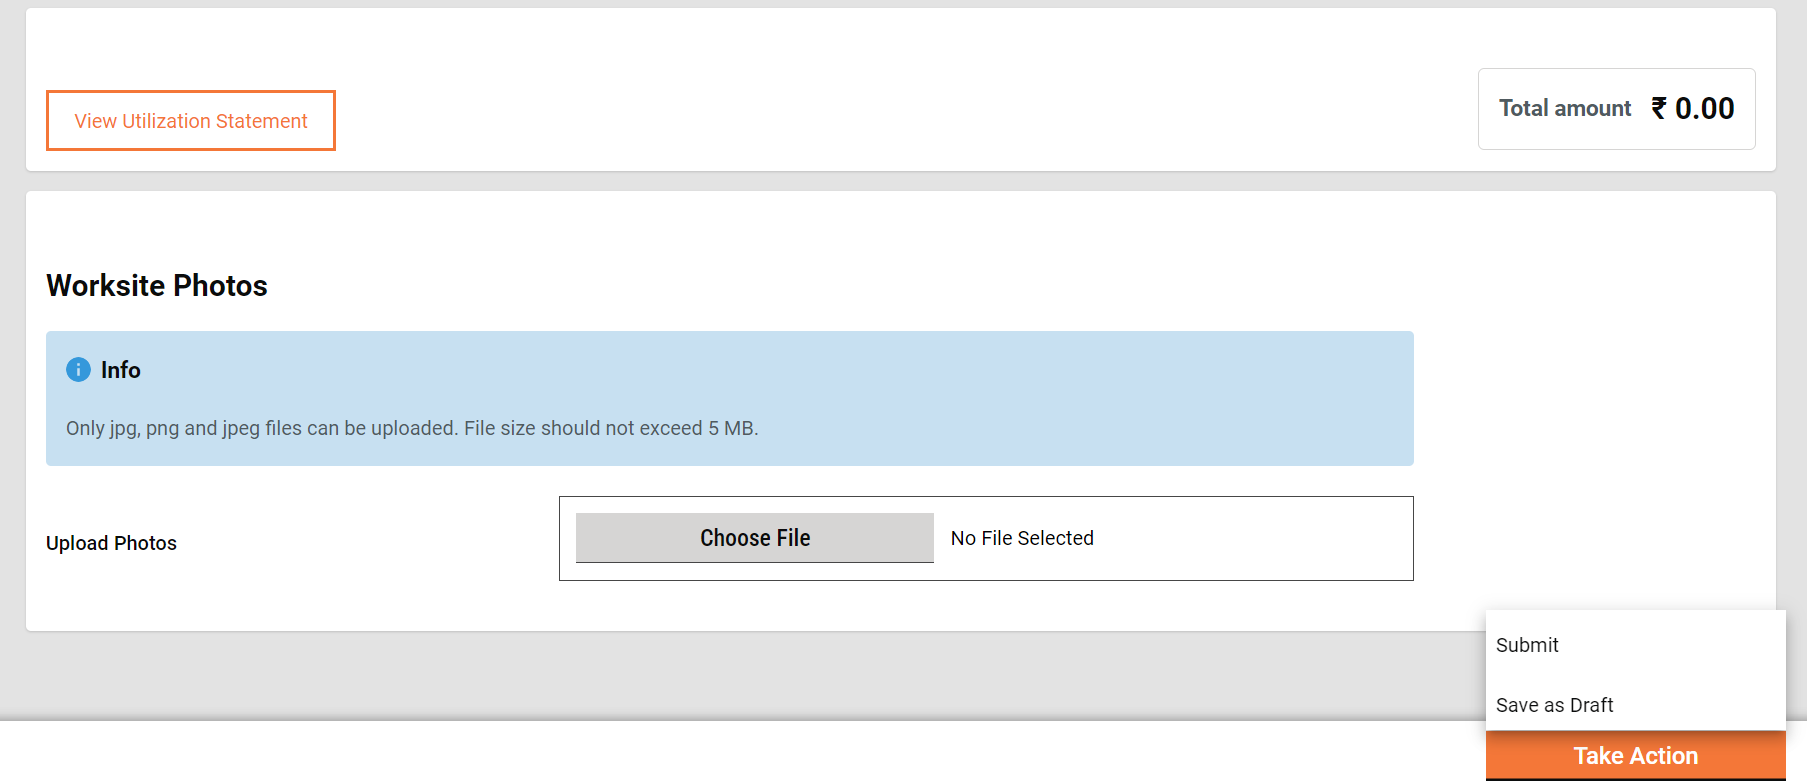 View Utilization Statement
Total amount ₹ 0.00
Worksite Photos
Info
Only jpg, png and jpeg files can be uploaded. File size should not exceed 5 MB.
Upload Photos
Choose File
No File Selected
Submit
Save as Draft
Take Action